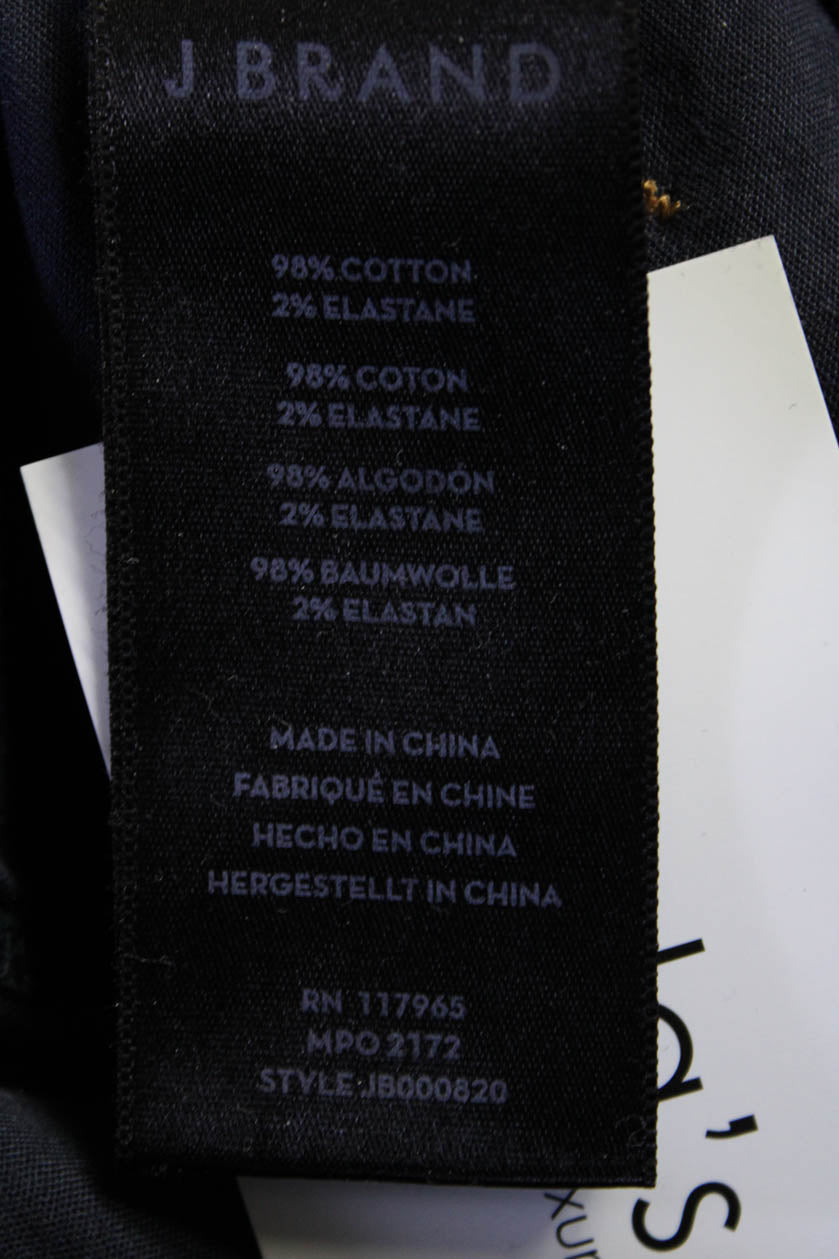 J BRAND
98% COTTON
2% ELASTANE
98% COTON
2% ELASTANE
98% ALGODÓN
2% ELASTANE
98% BAUMWOLLE
2% ELASTAN
MADE IN CHINA
FABRIQUÉ EN CHINE
HECHO EN CHINA
HERGESTELLT IN CHINA
RN 117965
MPO 2172
STYLE JB000820